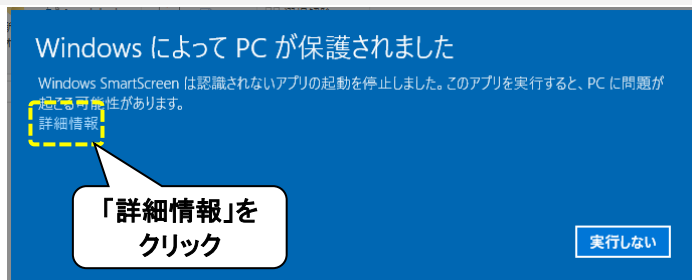 Windows によって PC が保護されました
Windows SmartScreen は認識されないアプリの起動を停止しました。このアプリを実行すると、PC に問題が
起こる可能性があります。
詳細情報
「詳細情報」を
クリック
実行しない